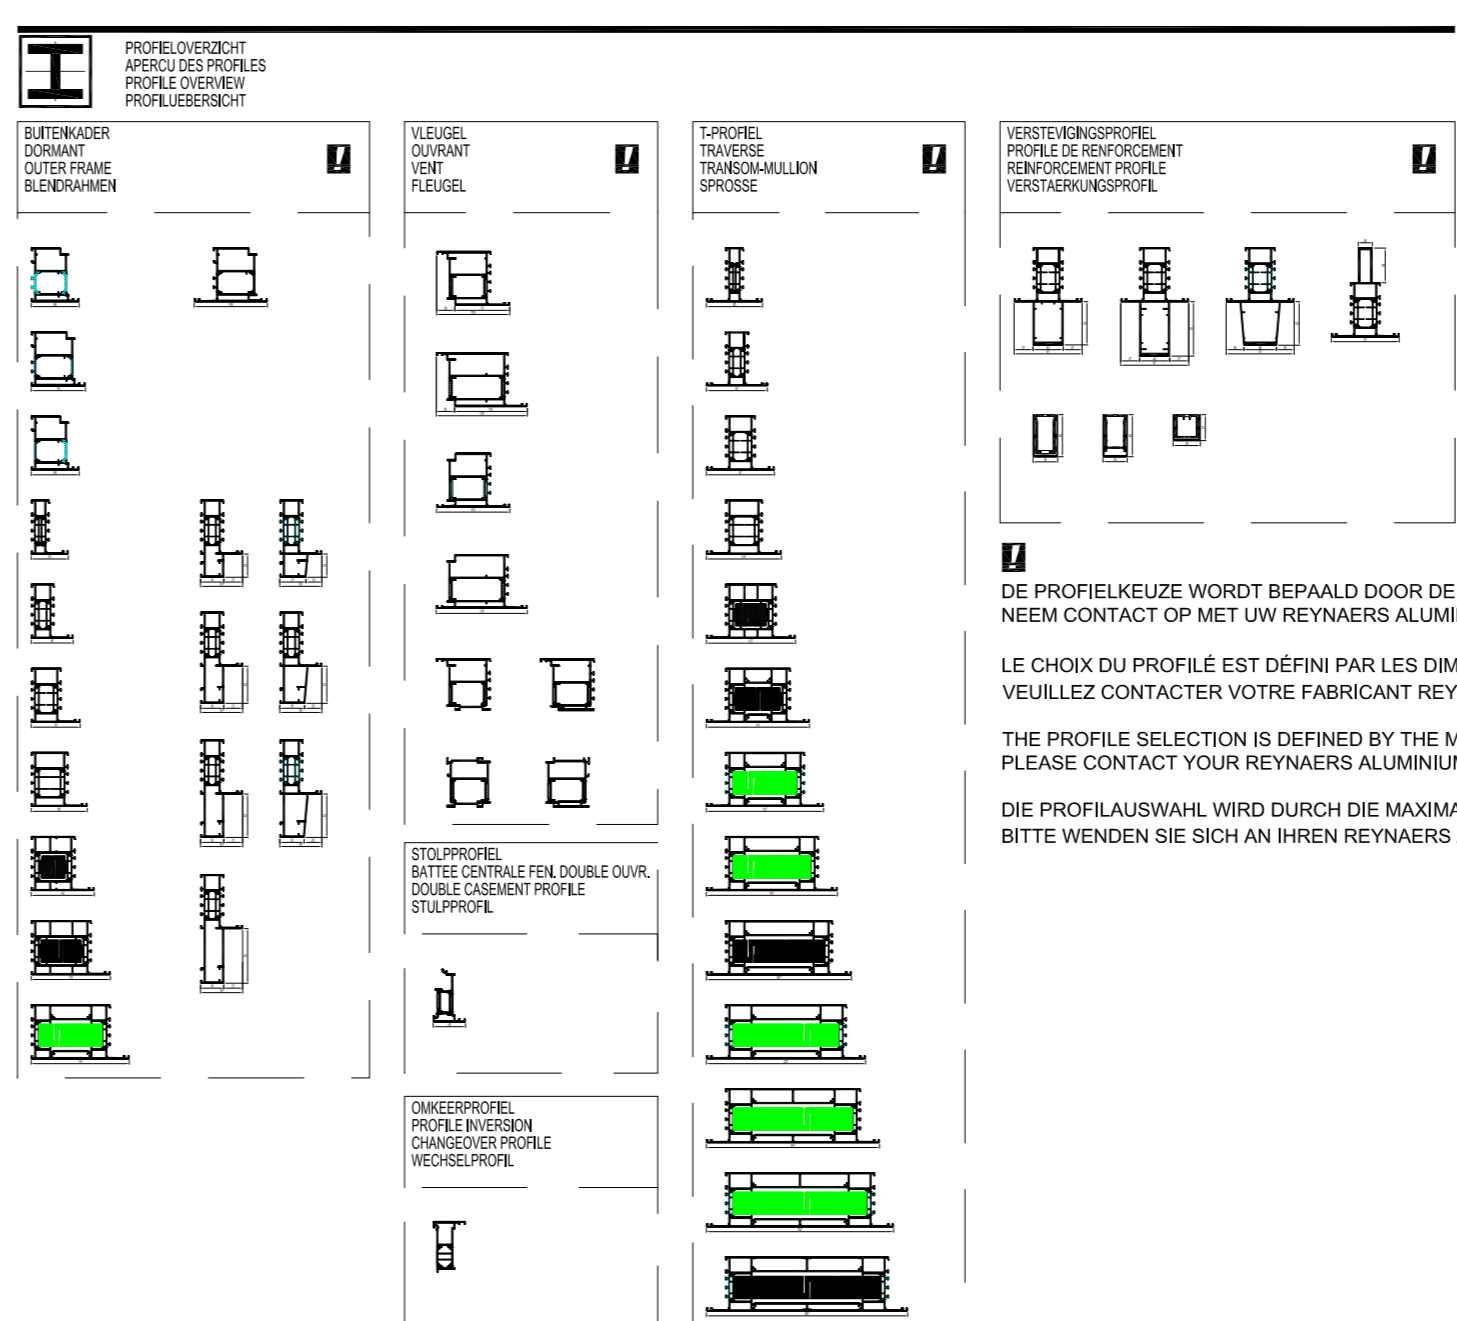 PROFIELOVERZICHT
APERCU DES PROFILES
PROFILE OVERVIEW
PROFILUEBERSICHT
BUITENKADER
DORMANT
OUTER FRAME
BLENDRAHMEN
VLEUGEL
OUVRANT
VENT
FLEUGEL
T-PROFIEL
TRAVERSE
TRANSOM-MULLION
SPROSSE
VERSTEVIGINGSPROFIEL
PROFILE DE RENFORCEMENT
REINFORCEMENT PROFILE
VERSTAERKUNGSPROFIL
STOLPPROFIEL
BATTEE CENTRALE FEN. DOUBLE OUVR.
DOUBLE CASEMENT PROFILE
STULPPROFIL
OMKEERPROFIEL
PROFILE INVERSION
CHANGEOVER PROFILE
WECHSELPROFIL
DE PROFIELKEUZE WORDT BEPAALD DOOR DE
NEEM CONTACT OP MET UW REYNAERS
LE CHOIX DU PROFILÉ EST DÉFINI PAR LES
VEUILLEZ CONTACTER VOTRE FABRICANT
THE PROFILE SELECTION IS DEFINED BY THE
PLEASE CONTACT YOUR REYNAERS
DIE PROFILAUSWAHL WIRD DURCH DIE
BITTE WENDEN SIE SICH AN IHREN REYNAERS